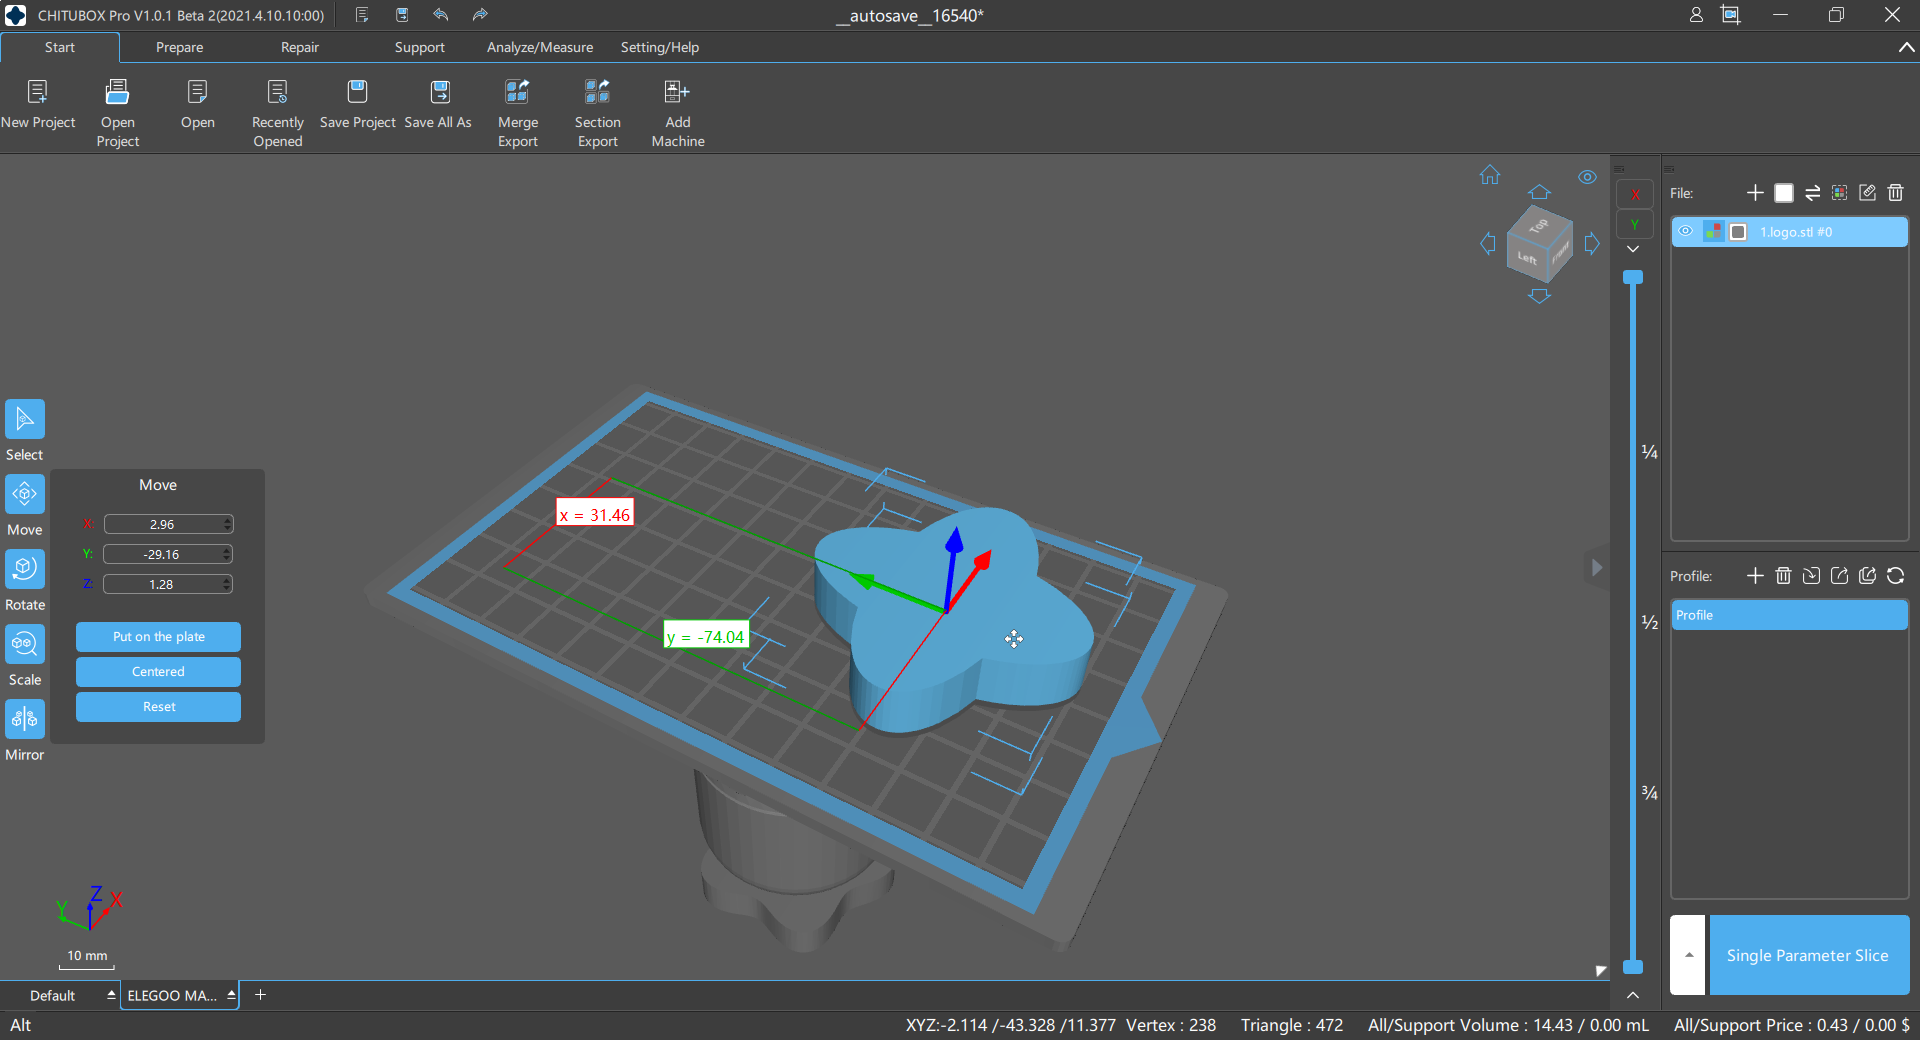 CHITUBOX Pro V1.0.1 Beta 2(2021.4.10.10:00)
__autosave__16540*
Start
Prepare
Repair
Support
Analyze/Measure
Setting/Help
New Project
Open
Project
Open
Recently
Opened
Save Project
Save All As
Merge
Export
Section
Export
Add
Machine
Top
Left
X
Y
File:
1.logo.stl #0
Select
Move
Rotate
Scale
Mirror
Move
X: 2.96
Y: -29.16
Z: 1.28
Put on the plate
Centered
Reset
x = 31.46
y = -74.04
¼
½
¾
Profile:
Profile
Single Parameter Slice
Z
X
Y
10 mm
Default
ELEGOO MA...
Alt
XYZ:-2.114 /-43.328 /11.377
Vertex : 238
Triangle : 472
All/Support Volume : 14.43 / 0.00 mL
All/Support Price : 0.43 / 0.00 $